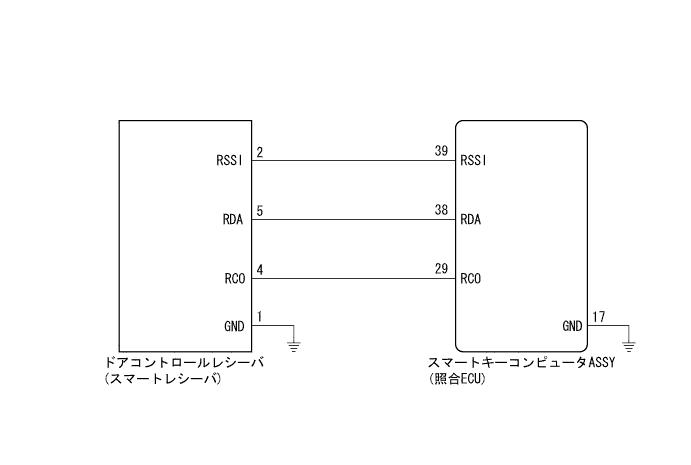 RSSI 2 39 RSSI
RDA 5 38 RDA
RCO 4 29 RCO
GND 1 GND 17
ドアコントロールレシーバ
(スマートレシーバ)
スマートキーコンピュータASSY
(照合ECU)